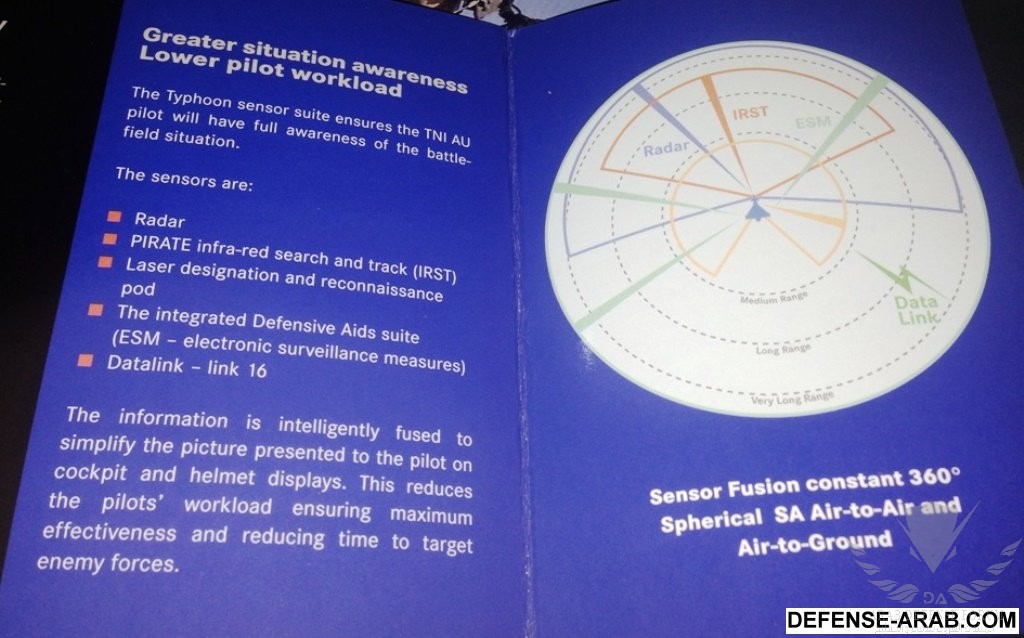 Greater situation awareness
Lower pilot workload
The Typhoon sensor suite ensures the TNI AU
pilot will have full awareness of the battle-
field situation.
The sensors are:
Radar
PIRATE infra-red search and track (IRST)
Laser designation and reconnaissance
pod
The integrated Defensive Aids suite
(ESM – electronic surveillance measures)
Datalink – link 16
The information is intelligently fused to
simplify the picture presented to the pilot on
cockpit and helmet displays. This reduces
the pilots' workload ensuring maximum
effectiveness and reducing time to target
enemy forces.
IRST
ESM
Radar
Data
Link
Medium Range
Long Range
Very Long Range
Sensor Fusion constant 360°
Spherical SA Air-to-Air and
Air-to-Ground
DEFENSE-ARAB.COM